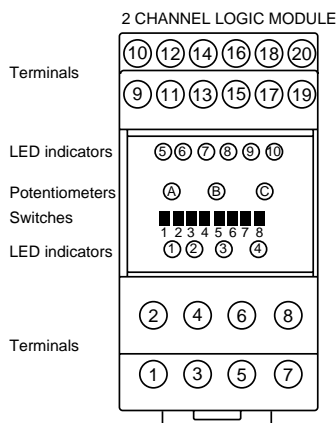 2 CHANNEL LOGIC MODULE
10 12 14 16 18 20
Terminals
9 11 13 15 17 19
LED indicators 5 6 7 8 9 10
Potentiometers A B C
Switches
1 2 3 4 5 6 7 8
LED indicators 1 2 3 4
2 4 6 8
Terminals
1 3 5 7